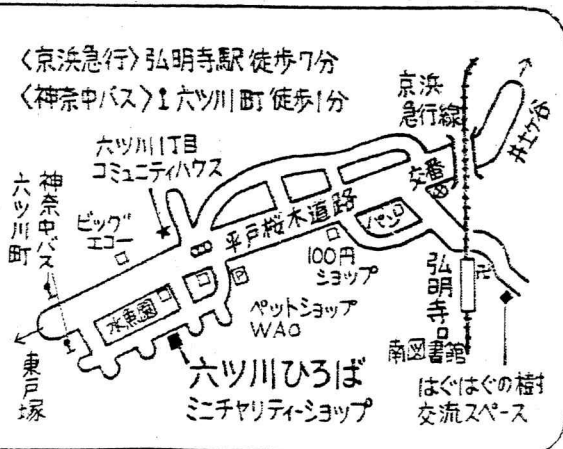 〈京浜急行〉弘明寺駅 徒歩7分
〈神奈中バス〉六ツ川町 徒歩1分
六ツ川1丁目
コミュニティハウス
京浜
急行線
井土ヶ谷
交番
神奈中バス
六ツ川町
ビッグ
エコー
平戸桜木道路
パン
100円
ショップ
弘明寺
卍
水東園
ペットショップ
WAO
東戸塚
六ツ川ひろば
ミニチャリティーショップ
南図書館
はぐはぐの樹
交流スペース